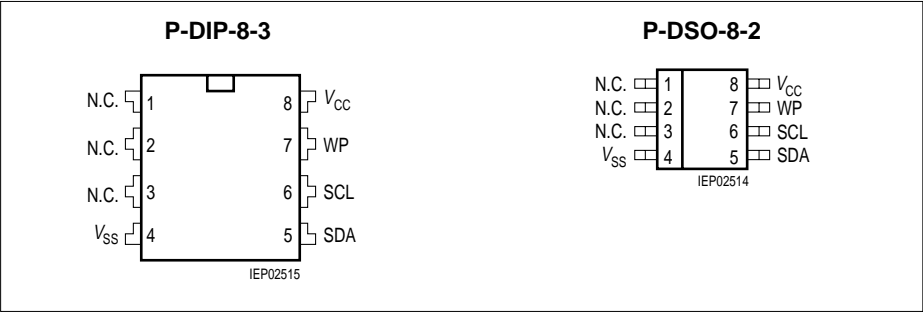 P-DIP-8-3
N.C. 1 8 VCC
N.C. 2 7 WP
N.C. 3 6 SCL
VSS 4 5 SDA
IEP02515
P-DSO-8-2
N.C. 1 8 VCC
N.C. 2 7 WP
N.C. 3 6 SCL
VSS 4 5 SDA
IEP02514